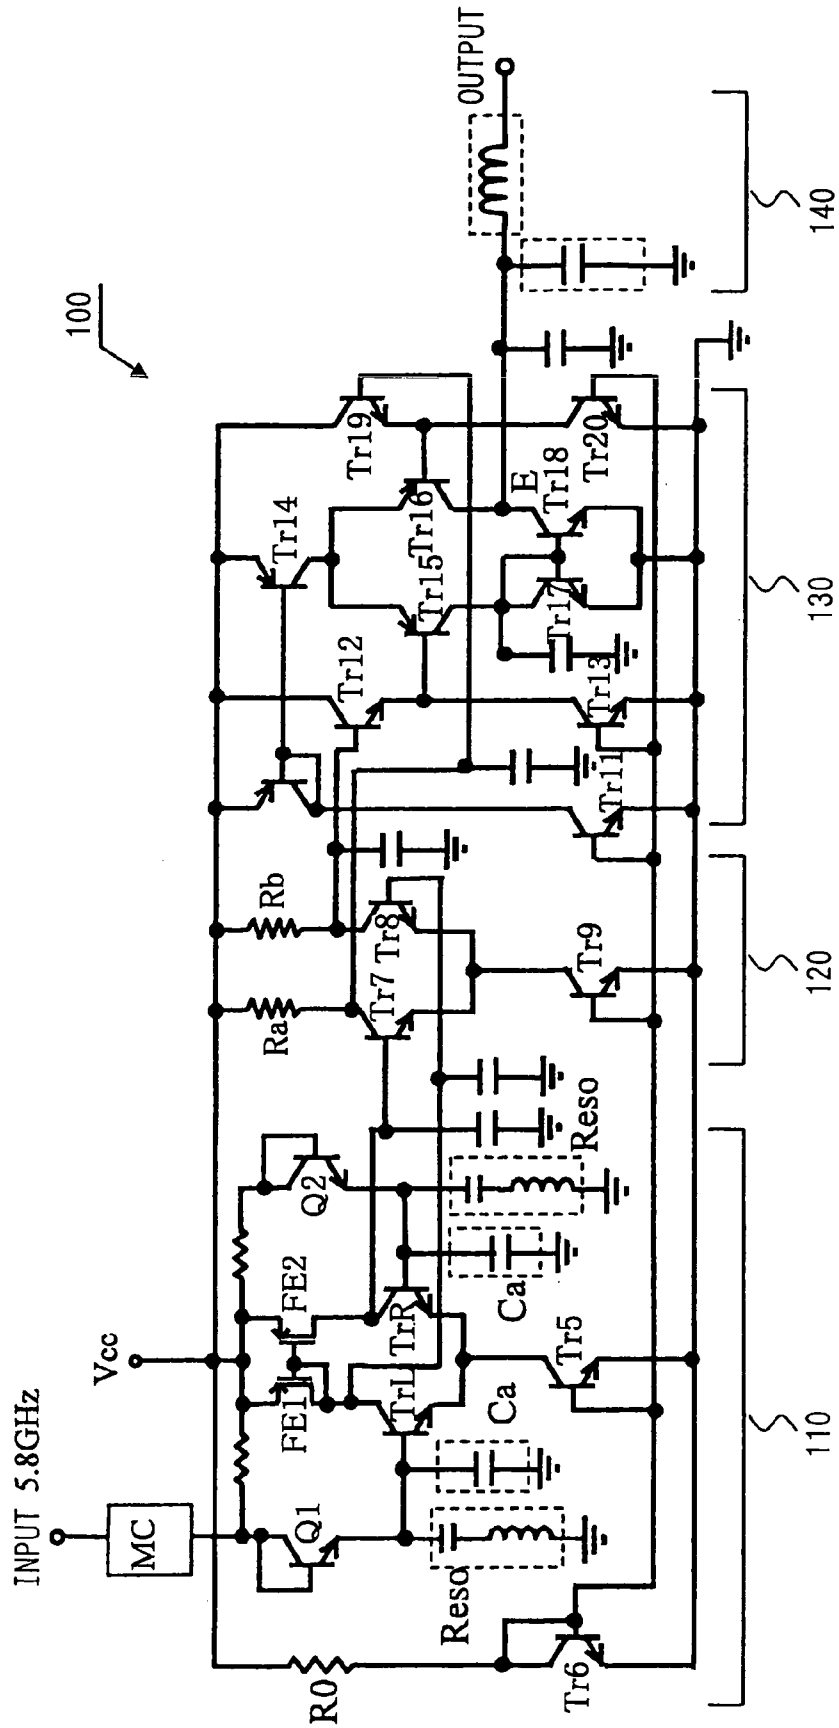 100
INPUT 5.8GHz
MC
Vcc
R0
Q1
FE1
FE2
Q2
Ra
Rb
Tr14
Tr19
Tr12
TrL
TrR
Tr7
Tr8
Tr15
Tr16
E
OUTPUT
Reso
Ca
Ca
Reso
Tr6
Tr5
Tr9
Tr11
Tr13
Tr17
Tr18
Tr20
110
120
130
140